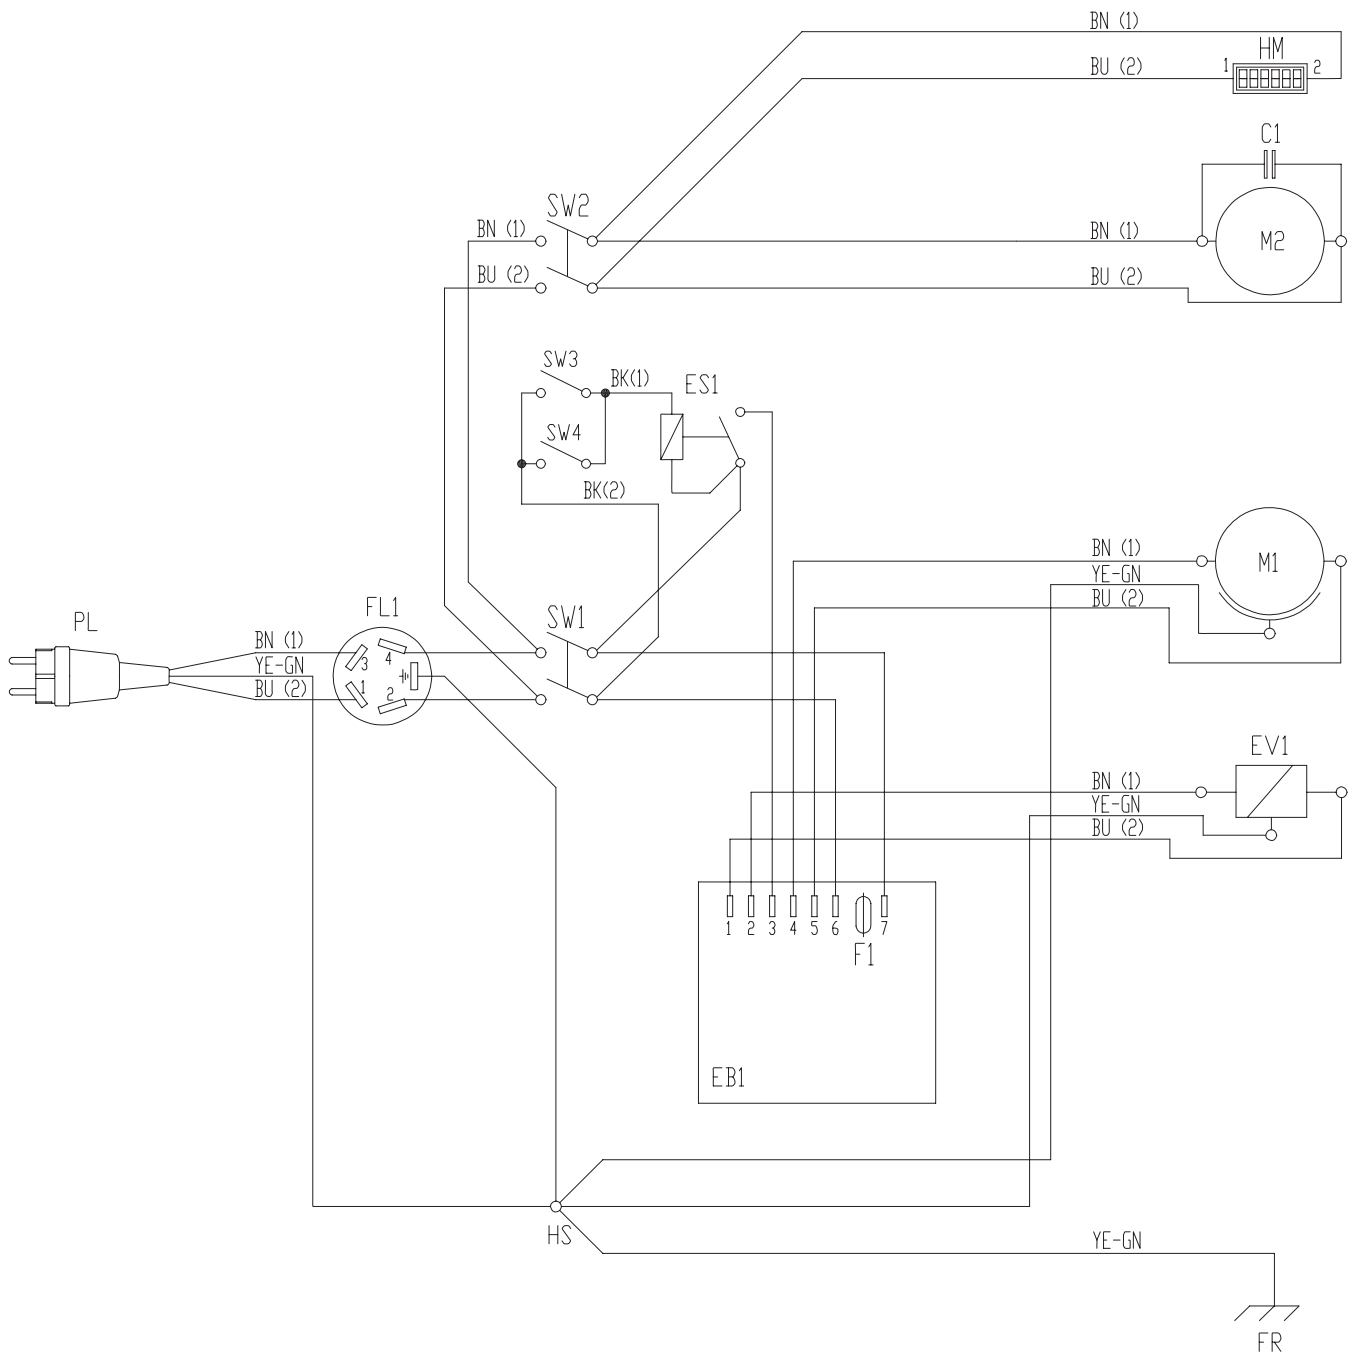 BN (1)
HM
1 2
BU (2)
C1
SW2
BN (1) BN (1) M2
BU (2) BU (2)
SW3
BK(1) ES1
SW4
BK(2)
BN (1) M1
YE-GN
BU (2)
PL FL1 SW1
BN (1)
3 4
YE-GN
BU (2) 1 2
EV1
BN (1)
YE-GN
BU (2)
1 2 3 4 5 6 7
F1
EB1
HS
YE-GN
FR